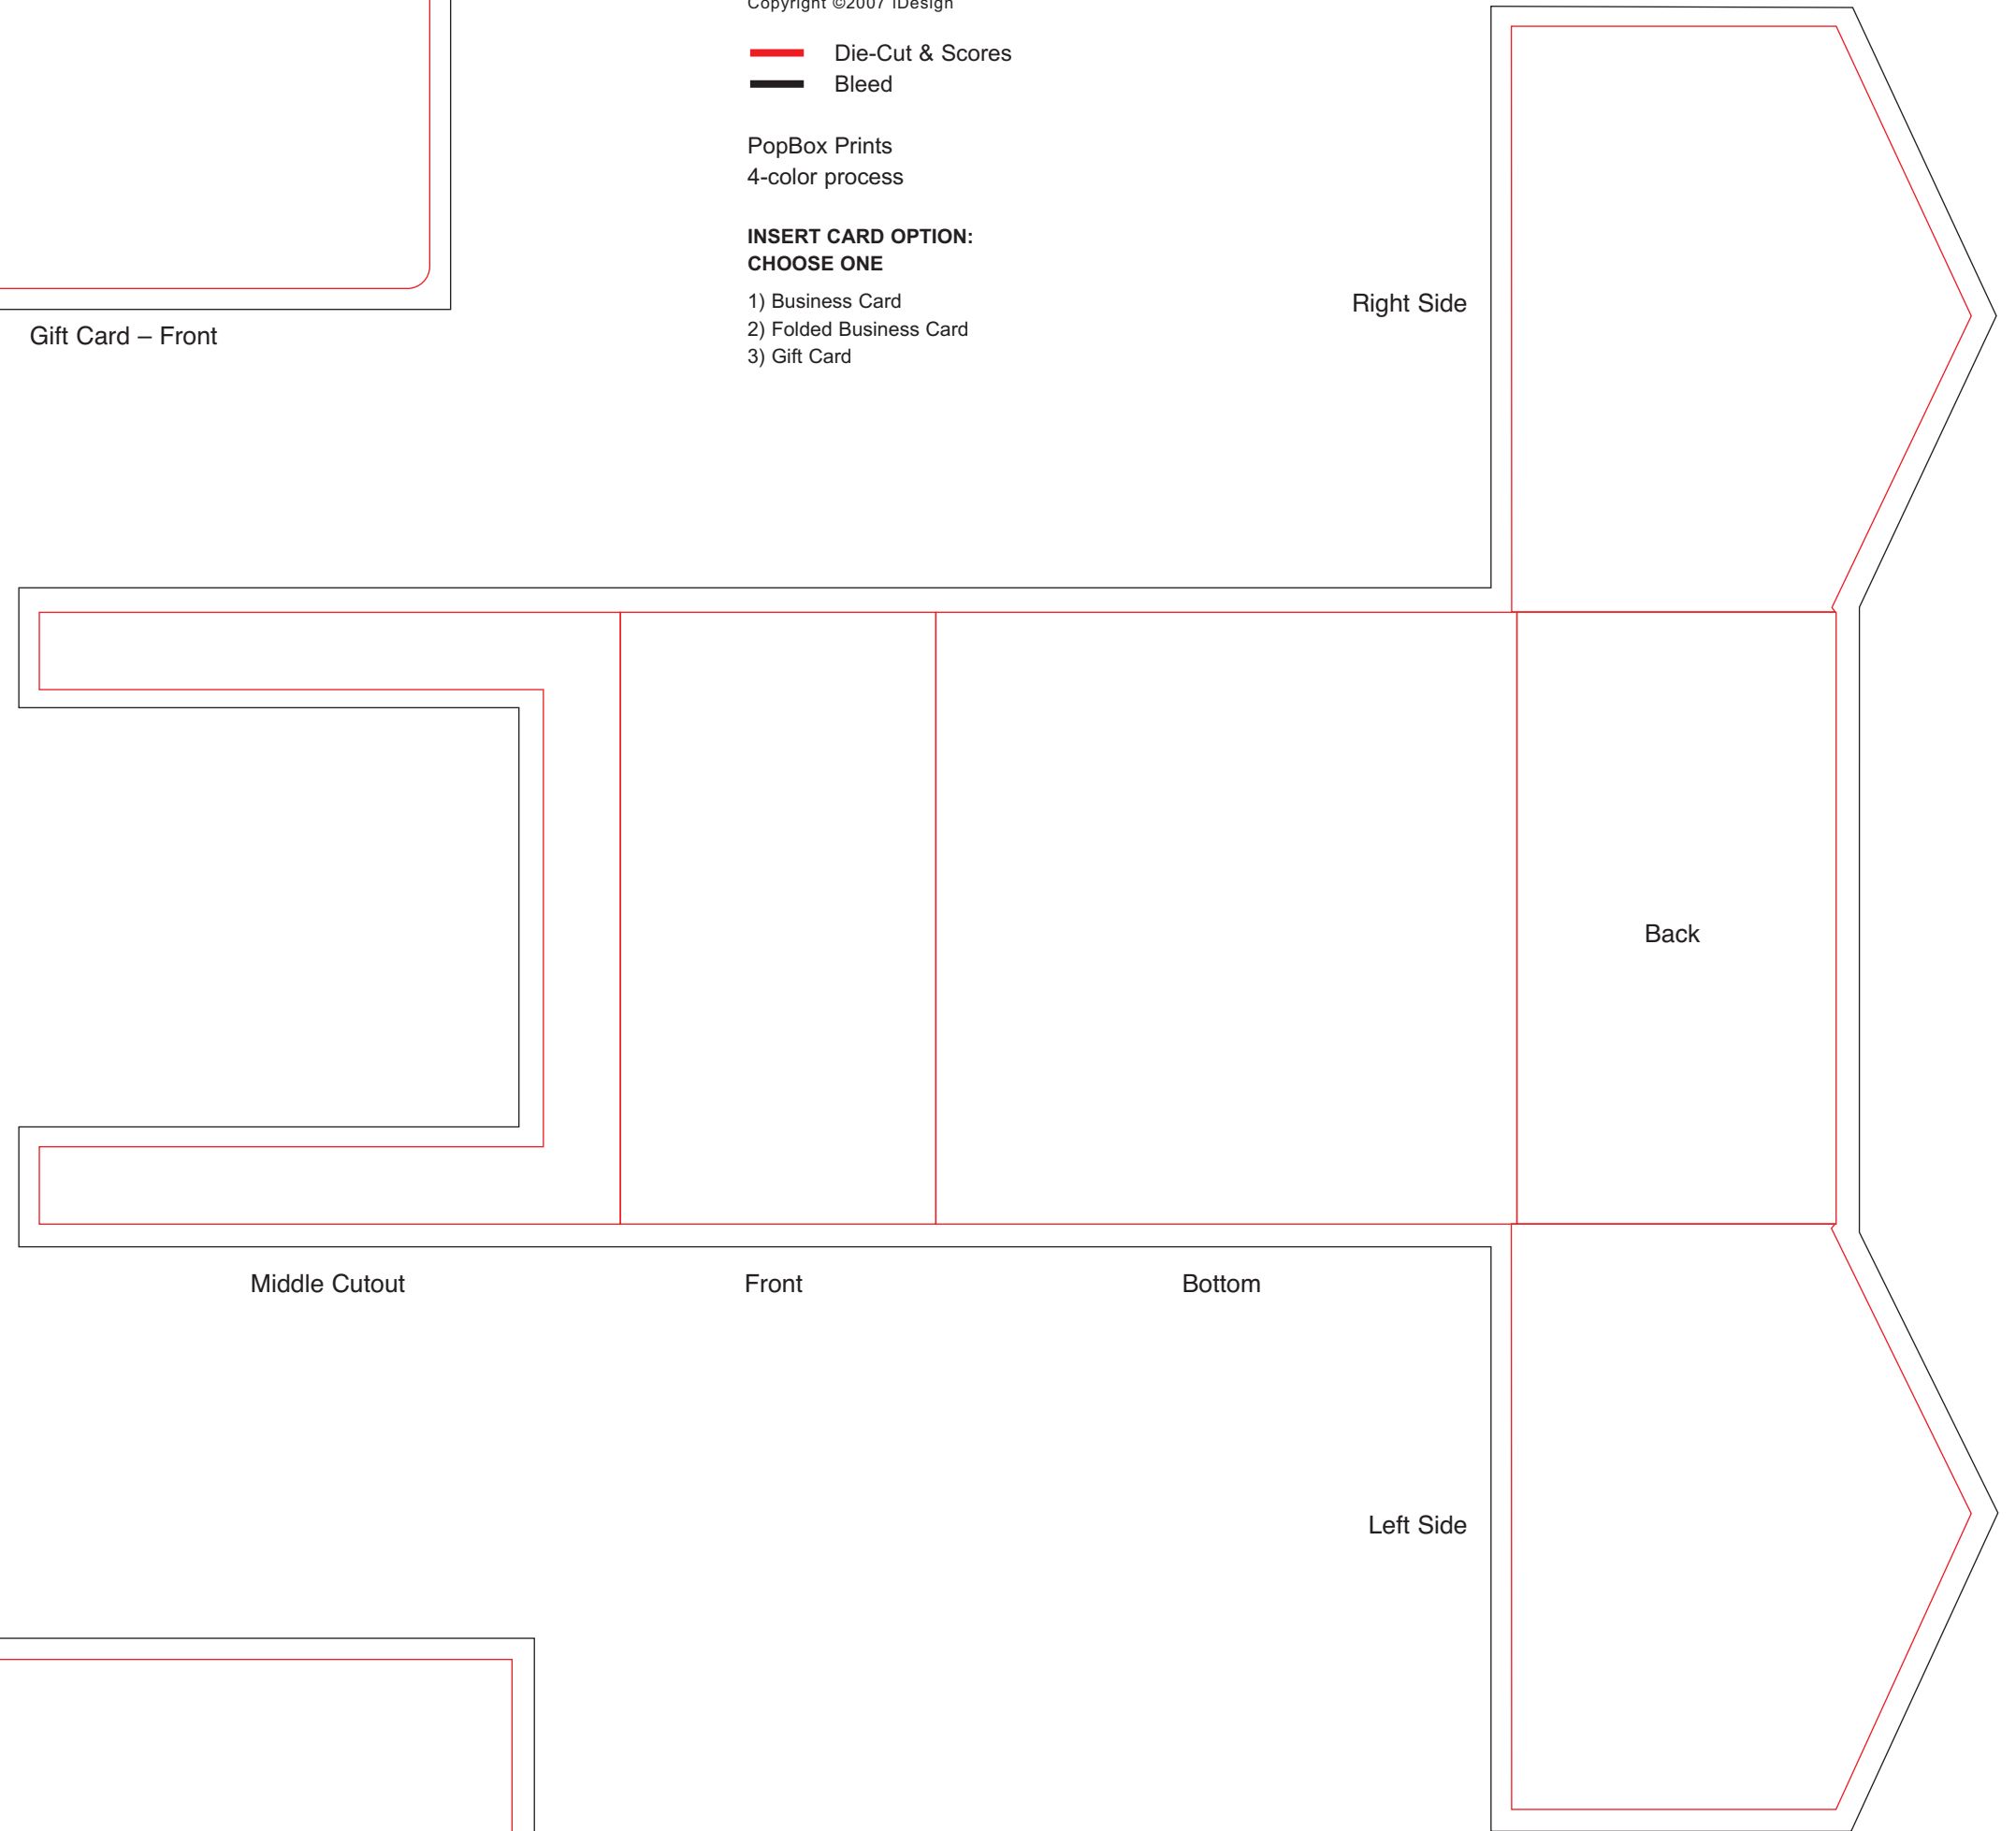 Copyright ©2007 iDesign
Die-Cut & Scores
Bleed
PopBox Prints
4-color process
INSERT CARD OPTION:
CHOOSE ONE
1) Business Card
2) Folded Business Card
3) Gift Card
Right Side
Gift Card – Front
Back
Middle Cutout
Front
Bottom
Left Side